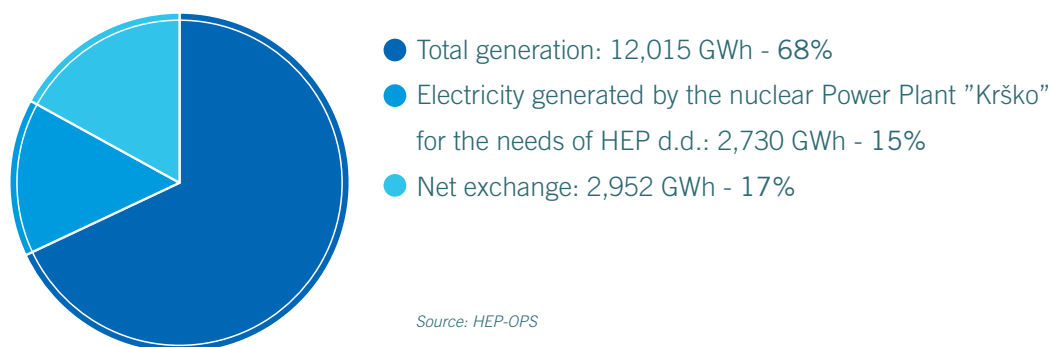 Total generation: 12,015 GWh - 68%
Electricity generated by the nuclear Power Plant ”Krško”
for the needs of HEP d.d.: 2,730 GWh - 15%
Net exchange: 2,952 GWh - 17%
Source: HEP-OPS